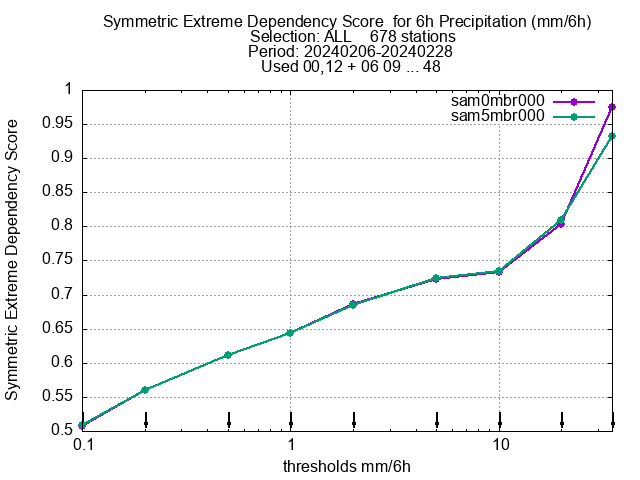 Symmetric Extreme Dependency Score  for 6h Precipitation (mm/6h)
Selection: ALL    678 stations
Period: 20240206-20240228
Used 00,12 + 06 09 ... 48
sam0mbr000
sam5mbr000
Symmetric Extreme Dependency Score
1
0.95
0.9
0.85
0.8
0.75
0.7
0.65
0.6
0.55
0.5
0.1
1
10
thresholds mm/6h